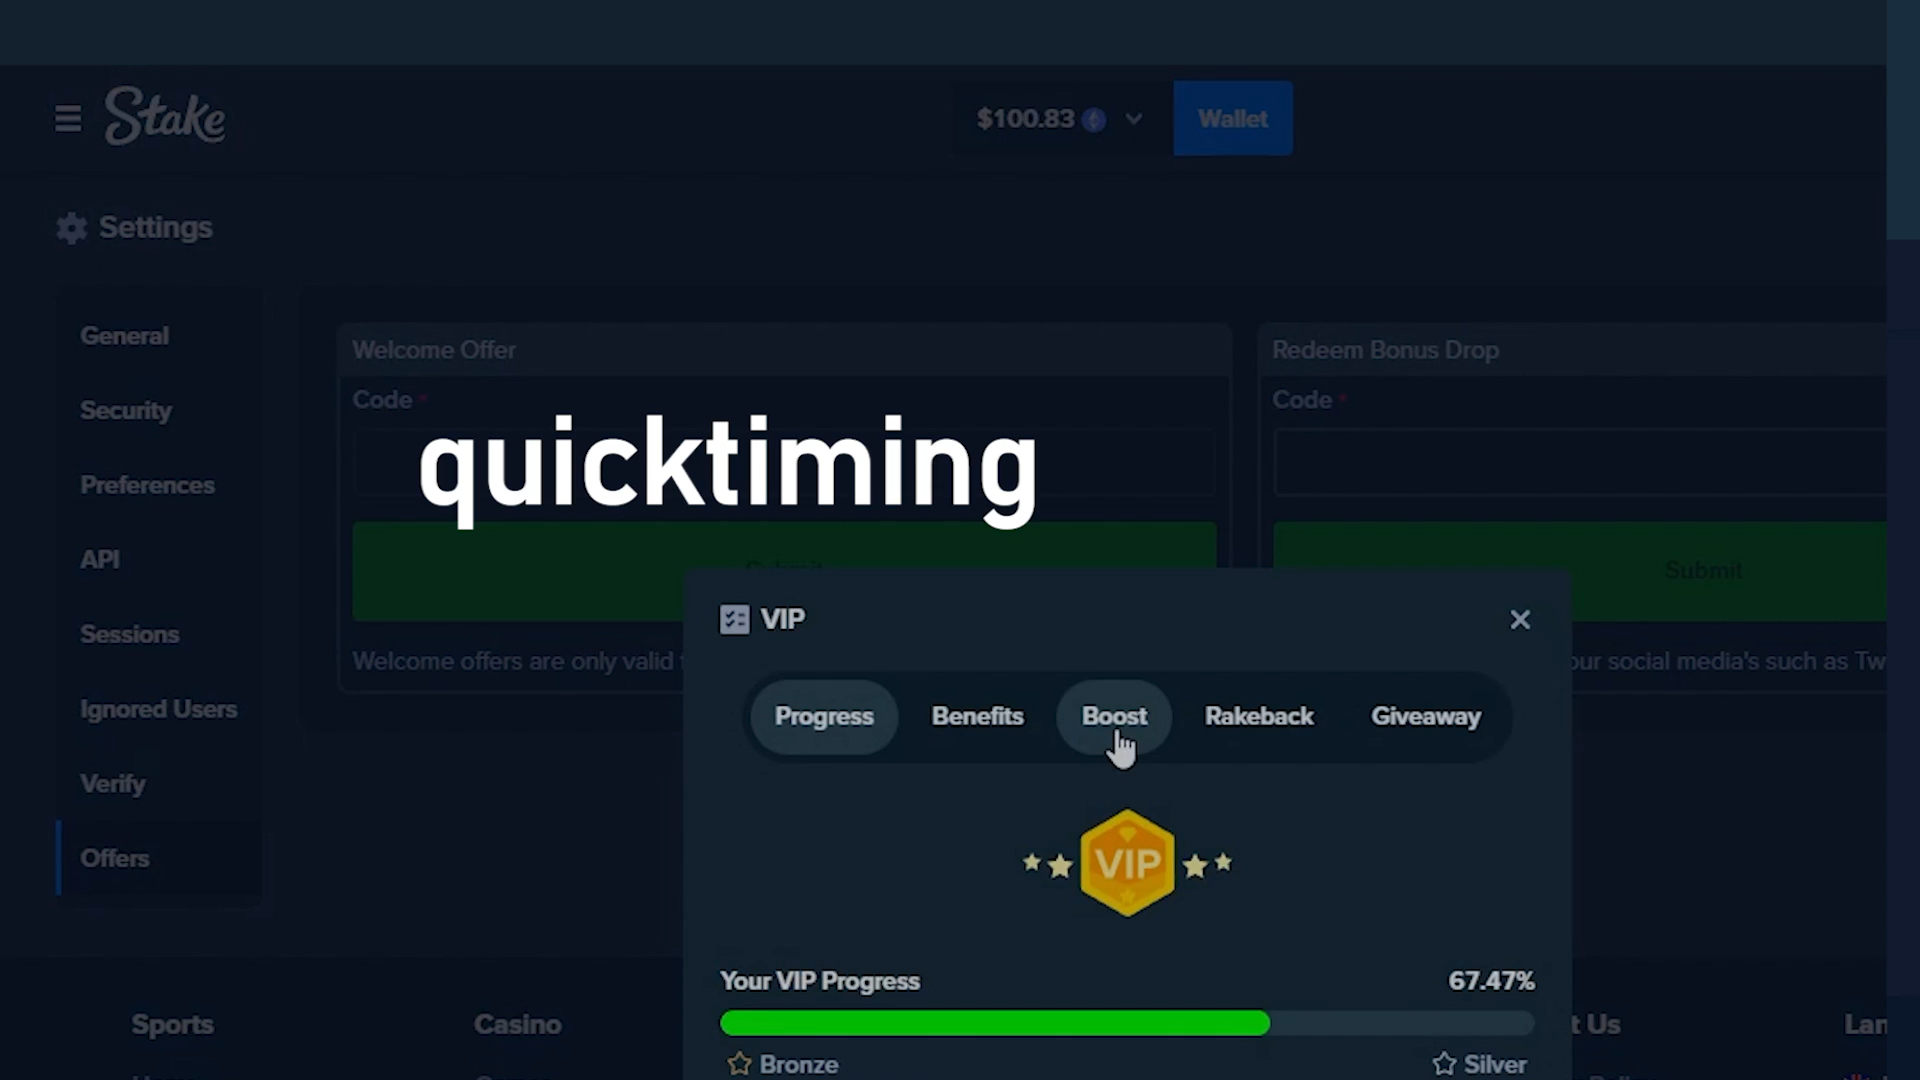 Stake
$100.83
Wallet
Settings
General
Security
Preferences
API
Sessions
Ignored Users
Verify
Offers
Welcome Offer
Code *
quicktiming
Submit
Welcome offers are only valid
Redeem Bonus Drop
Code *
Submit
our social media's such as Tw
VIP
Progress
Benefits
Boost
Rakeback
Giveaway
VIP
Your VIP Progress
67.47%
Bronze
Silver
Sports
Casino
t Us
Lan